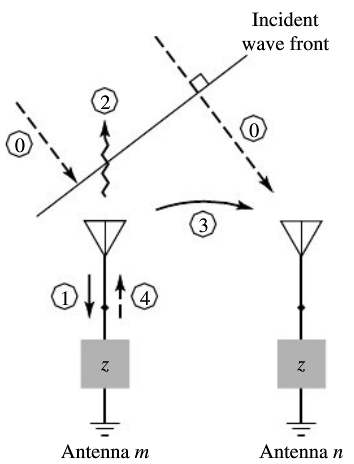 Incident
wave front
2
0
0
3
1
4
z
z
Antenna m
Antenna n